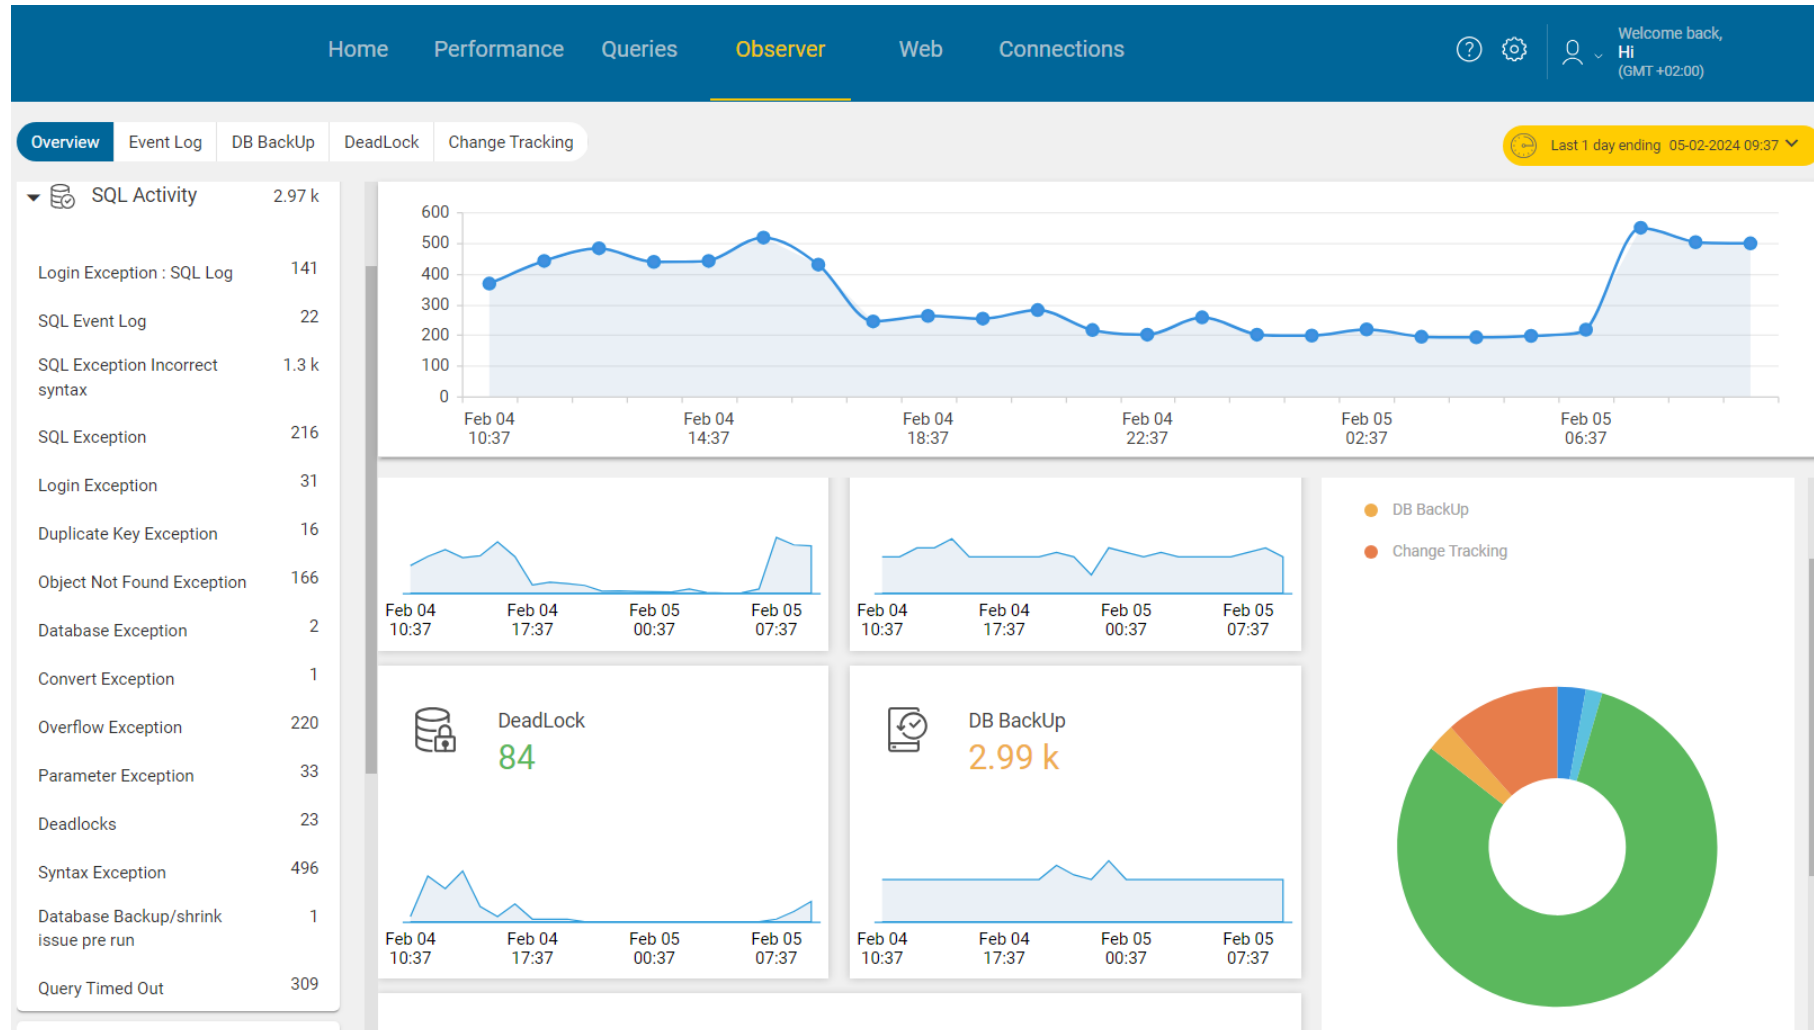 Home Performance Queries Observer Web Connections
?
Welcome back,
Hi
(GMT +02:00)
Overview Event Log DB BackUp DeadLock Change Tracking
Last 1 day ending 05-02-2024 09:37
SQL Activity 2.97 k
Login Exception : SQL Log 141
SQL Event Log 22
SQL Exception Incorrect 1.3 k
syntax
SQL Exception 216
Login Exception 31
Duplicate Key Exception 16
Object Not Found Exception 166
Database Exception 2
Convert Exception 1
Overflow Exception 220
Parameter Exception 33
Deadlocks 23
Syntax Exception 496
Database Backup/shrink 1
issue pre run
Query Timed Out 309
600
500
400
300
200
100
0
Feb 04 Feb 04 Feb 04 Feb 04 Feb 05 Feb 05
10:37 14:37 18:37 22:37 02:37 06:37
Feb 04 Feb 04 Feb 05 Feb 05
10:37 17:37 00:37 07:37
Feb 04 Feb 04 Feb 05 Feb 05
10:37 17:37 00:37 07:37
DB BackUp
Change Tracking
DeadLock
84
Feb 04 Feb 04 Feb 05 Feb 05
10:37 17:37 00:37 07:37
DB BackUp
2.99 k
Feb 04 Feb 04 Feb 05 Feb 05
10:37 17:37 00:37 07:37